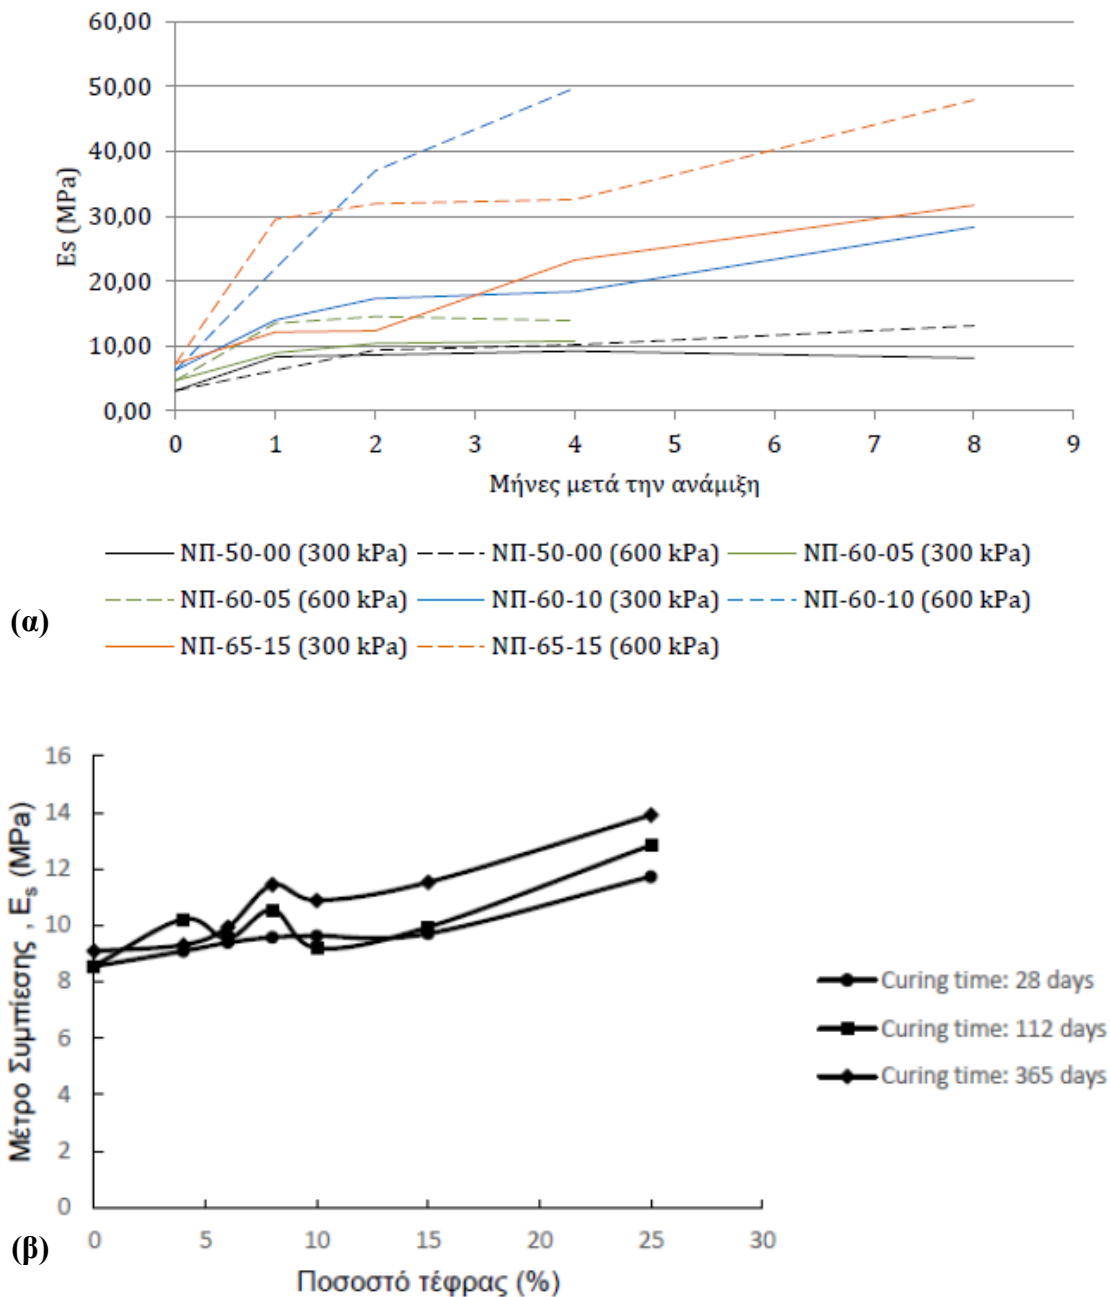 60,00
50,00
40,00
30,00
20,00
10,00
0,00
Es (MPa)
0 1 2 3 4 5 6 7 8 9
Μήνες μετά την ανάμιξη
ΝΠ-50-00 (300 kPa) ΝΠ-50-00 (600 kPa) ΝΠ-60-05 (300 kPa)
ΝΠ-60-05 (600 kPa) ΝΠ-60-10 (300 kPa) ΝΠ-60-10 (600 kPa)
(α)
ΝΠ-65-15 (300 kPa) ΝΠ-65-15 (600 kPa)
16
14
12
10
8
6
4
2
0
Μέτρο Συμπίεσης , Es (MPa)
Curing time: 28 days
Curing time: 112 days
Curing time: 365 days
(β)
0 5 10 15 20 25 30
Ποσοστό τέφρας (%)